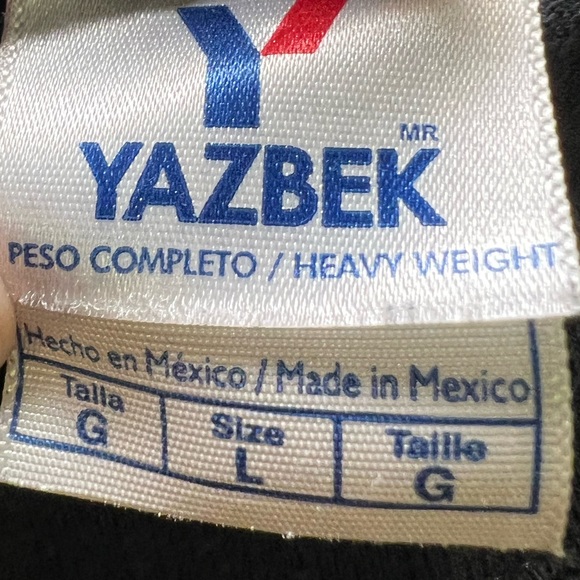 Y
MR
YAZBEK
PESO COMPLETO / HEAVY WEIGHT
Hecho en México / Made in Mexico
Talla Size Taille
G L G